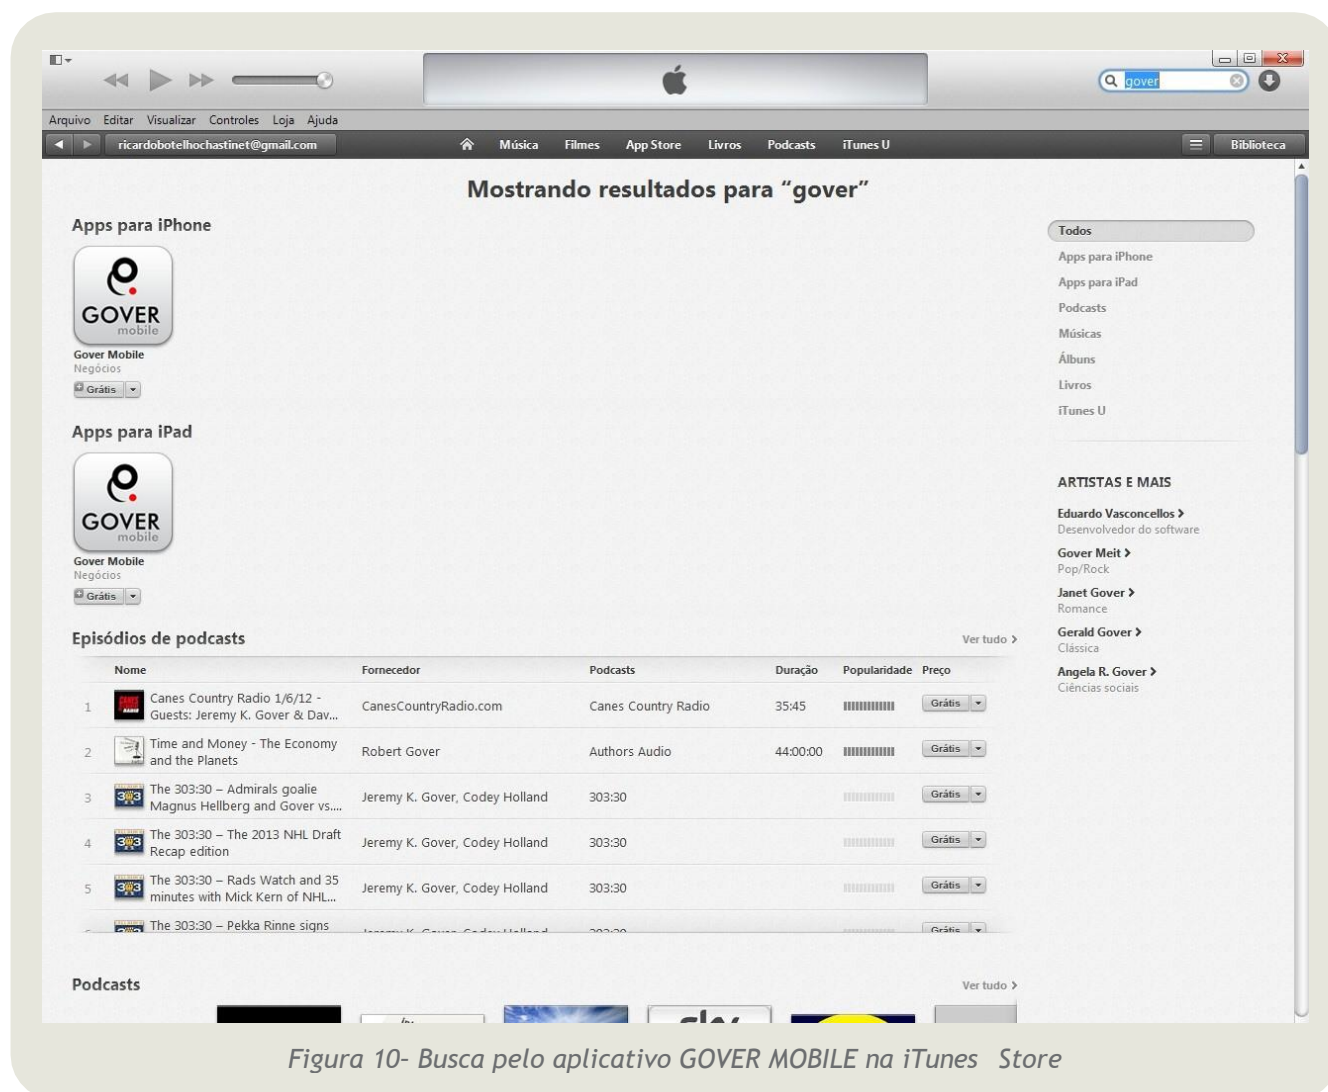 gover
Arquivo Editar Visualizar Controles Loja Ajuda
ricardobotelhochastinet@gmail.com Música Filmes App Store Livros Podcasts iTunes U Biblioteca
Mostrando resultados para “gover”
Apps para iPhone
GOVER
mobile
Gover Mobile
Negócios
Grátis
Apps para iPad
GOVER
mobile
Gover Mobile
Negócios
Grátis
Todos
Apps para iPhone
Apps para iPad
Podcasts
Músicas
Álbuns
Livros
iTunes U
ARTISTAS E MAIS
Eduardo Vasconcellos >
Desenvolvedor do software
Gover Meit >
Pop/Rock
Janet Gover >
Romance
Gerald Gover >
Clássica
Angela R. Gover >
Ciências sociais
Episódios de podcasts Ver tudo >
Nome Fornecedor Podcasts Duração Popularidade Preço
1 Canes Country Radio 1/6/12 - Guests: Jeremy K. Gover & Dav... CanesCountryRadio.com Canes Country Radio 35:45 Grátis
2 Time and Money - The Economy and the Planets Robert Gover Authors Audio 44:00:00 Grátis
3 The 303:30 – Admirals goalie Magnus Hellberg and Gover vs.... Jeremy K. Gover, Codey Holland 303:30 Grátis
4 The 303:30 – The 2013 NHL Draft Recap edition Jeremy K. Gover, Codey Holland 303:30 Grátis
5 The 303:30 – Rads Watch and 35 minutes with Mick Kern of NHL... Jeremy K. Gover, Codey Holland 303:30 Grátis
The 303:30 – Pekka Rinne signs Jeremy K. Gover, Codey Holland 303:30 Grátis
Podcasts Ver tudo >
Figura 10– Busca pelo aplicativo GOVER MOBILE na iTunes Store